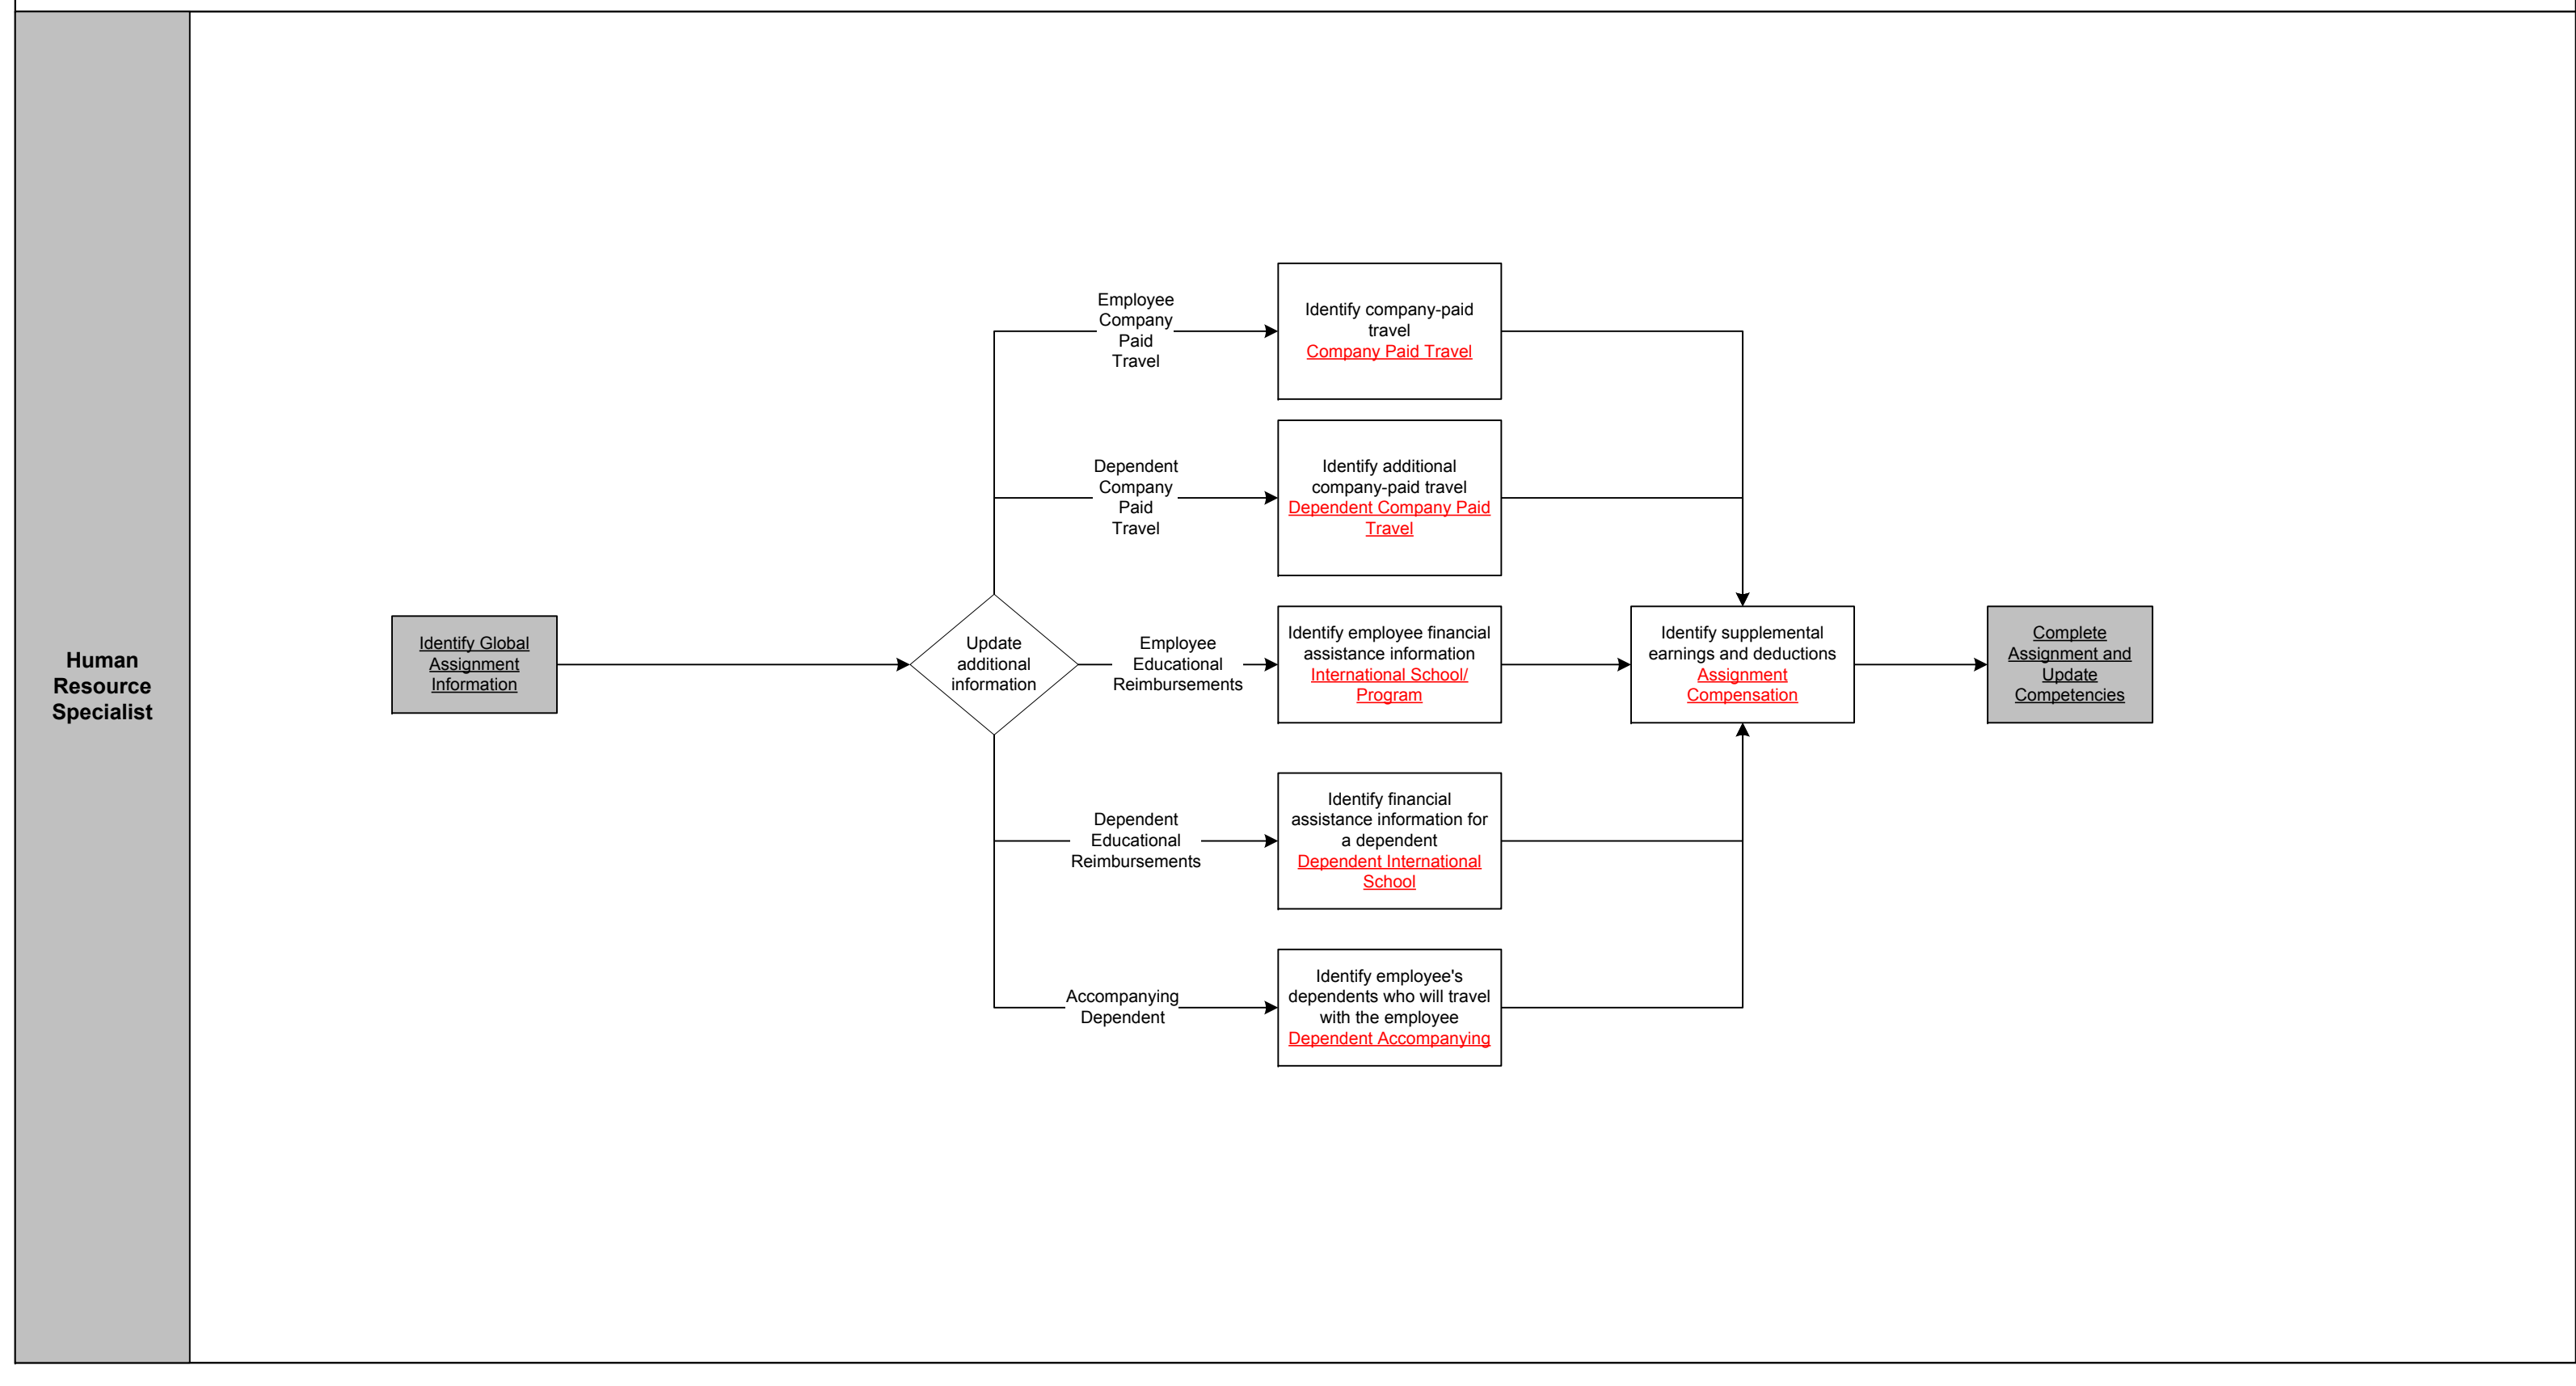 Human
Resource
Specialist
Identify Global
Assignment
Information
Update
additional
information
Employee
Company
Paid
Travel
Identify company-paid
travel
Company Paid Travel
Dependent
Company
Paid
Travel
Identify additional
company-paid travel
Dependent Company Paid
Travel
Employee
Educational
Reimbursements
Identify employee financial
assistance information
International School/
Program
Dependent
Educational
Reimbursements
Identify financial
assistance information for
a dependent
Dependent International
School
Accompanying
Dependent
Identify employee's
dependents who will travel
with the employee
Dependent Accompanying
Identify supplemental
earnings and deductions
Assignment
Compensation
Complete
Assignment and
Update
Competencies